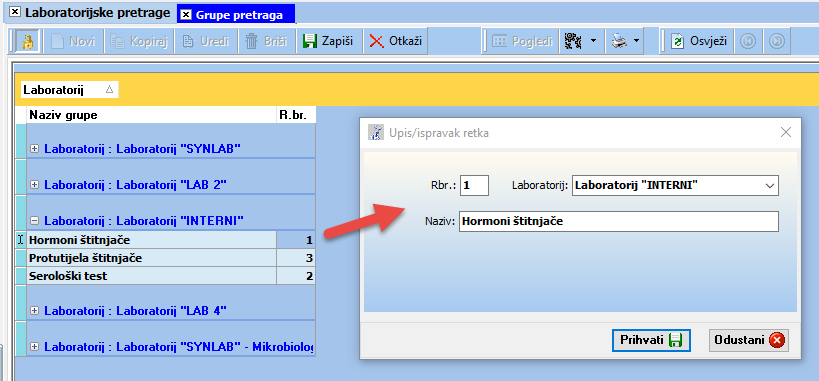 Laboratorijske pretrage Grupe pretraga
Novi Kopiraj Uredi Briši Zapiši Otkaži Pogledi Osvježi
Laboratorij
Naziv grupe R.br.
Laboratorij : Laboratorij "SYNLAB"
Laboratorij : Laboratorij "LAB 2"
Laboratorij : Laboratorij "INTERNI"
Hormoni štitnjače 1
Protutijela štitnjače 3
Serološki test 2
Laboratorij : Laboratorij "LAB 4"
Laboratorij : Laboratorij "SYNLAB" - Mikrobiolog
Upis/ispravak retka
Rbr.: 1 Laboratorij: Laboratorij "INTERNI"
Naziv: Hormoni štitnjače
Prihvati Odustani